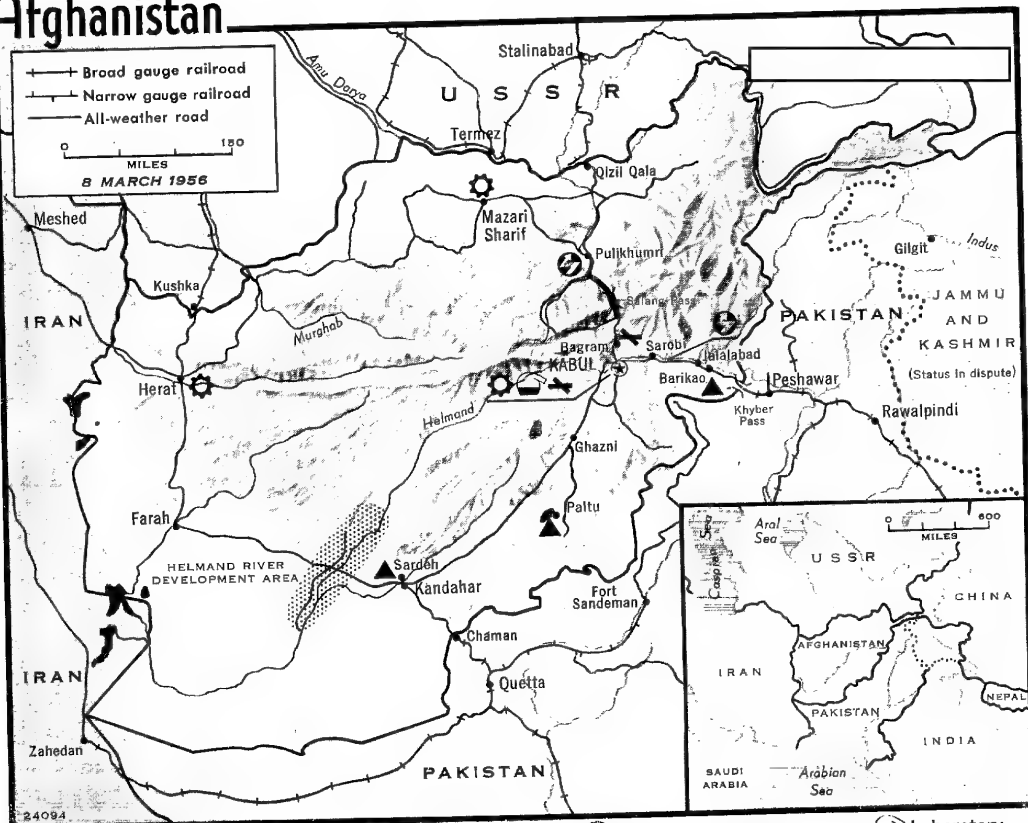 Afghanistan
Broad gauge railroad
Narrow gauge railroad
All-weather road
0 150
MILES
8 MARCH 1956
Amu Darya
Stalinabad
U S S R
Termez
Qizil Qala
Meshed
Mazari
Sharif
Pulikhumri
Gilgit
Indus
Kushka
Salang Pass
IRAN
Murghab
PAKISTAN
JAMMU
AND
KASHMIR
(Status in dispute)
Bagram
Sarobi
KABUL
Jalalabad
Herat
Barikao
Peshawar
Khyber
Pass
Rawalpindi
Helmand
Ghazni
Paltu
Farah
HELMAND RIVER
DEVELOPMENT AREA
Sardeh
Kandahar
Fort
Sandeman
Chaman
IRAN
Quetta
Zahedan
PAKISTAN
24094
Caspian Sea
Aral
Sea
0 600
MILES
USSR
CHINA
AFGHANISTAN
IRAN
NEPAL
PAKISTAN
INDIA
SAUDI
ARABIA
Arabian
Sea